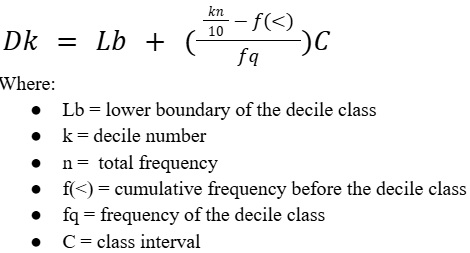 Dk = Lb + (\frac{\frac{kn}{10} - f(<)}{fq})C
Where:
● Lb = lower boundary of the decile class
● k = decile number
● n = total frequency
● f(<) = cumulative frequency before the decile class
● fq = frequency of the decile class
● C = class interval